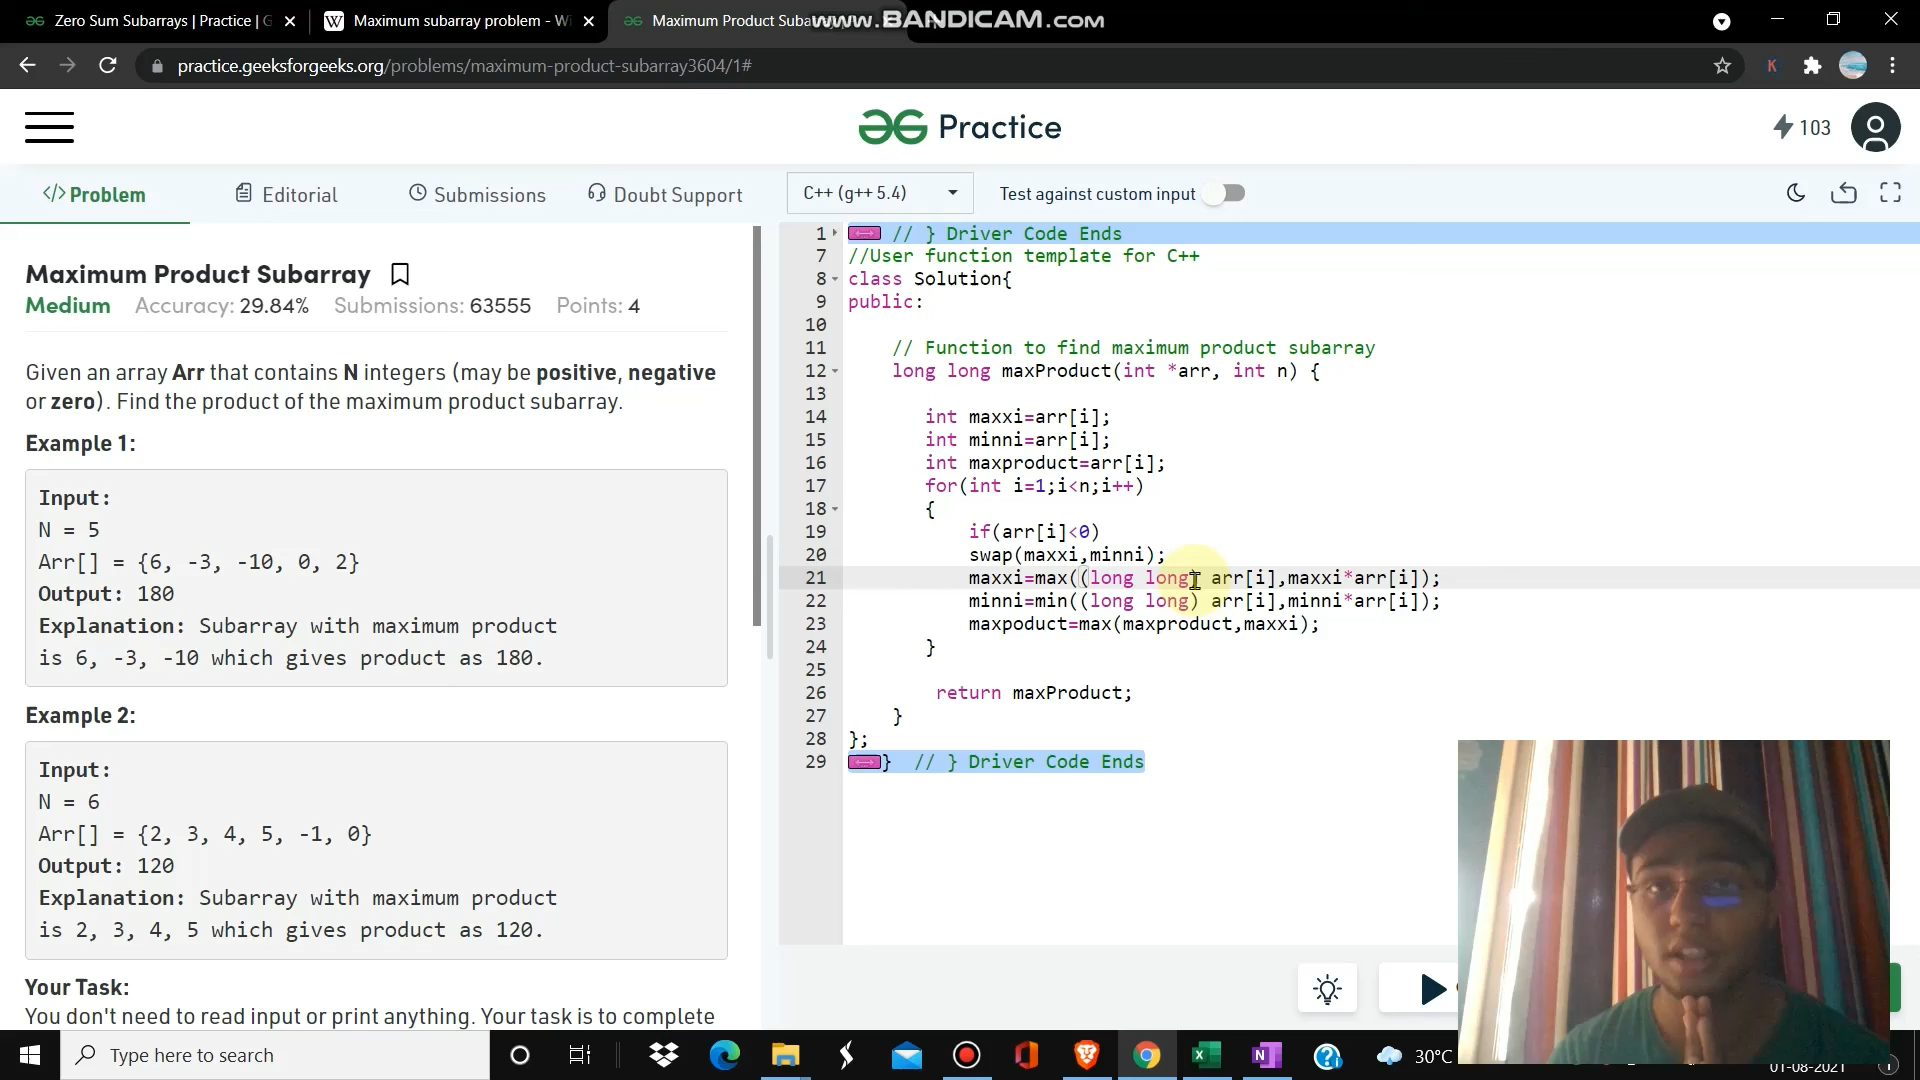 Zero Sum Subarrays | Practice | G
Maximum subarray problem - Wi
Maximum Product Suba
www.BANDICAM.com
practice.geeksforgeeks.org/problems/maximum-product-subarray3604/1#
K
Practice
103
</> Problem
Editorial
Submissions
Doubt Support
C++ (g++ 5.4)
Test against custom input
Maximum Product Subarray
Medium Accuracy: 29.84% Submissions: 63555 Points: 4
Given an array Arr that contains N integers (may be positive, negative
or zero). Find the product of the maximum product subarray.
Example 1:
Input:
N = 5
Arr[] = {6, -3, -10, 0, 2}
Output: 180
Explanation: Subarray with maximum product
is 6, -3, -10 which gives product as 180.
Example 2:
Input:
N = 6
Arr[] = {2, 3, 4, 5, -1, 0}
Output: 120
Explanation: Subarray with maximum product
is 2, 3, 4, 5 which gives product as 120.
Your Task:
You don't need to read input or print anything. Your task is to complete
1 // } Driver Code Ends
7 //User function template for C++
8 class Solution{
9 public:
10
11 // Function to find maximum product subarray
12 long long maxProduct(int *arr, int n) {
13
14 int maxxi=arr[i];
15 int minni=arr[i];
16 int maxproduct=arr[i];
17 for(int i=1;i<n;i++)
18 {
19 if(arr[i]<0)
20 swap(maxxi,minni);
21 maxxi=max((long long) arr[i],maxxi*arr[i]);
22 minni=min((long long) arr[i],minni*arr[i]);
23 maxpoduct=max(maxproduct,maxxi);
24 }
25
26 return maxProduct;
27 }
28 };
29 } // } Driver Code Ends
Type here to search
30°C
01-08-2021